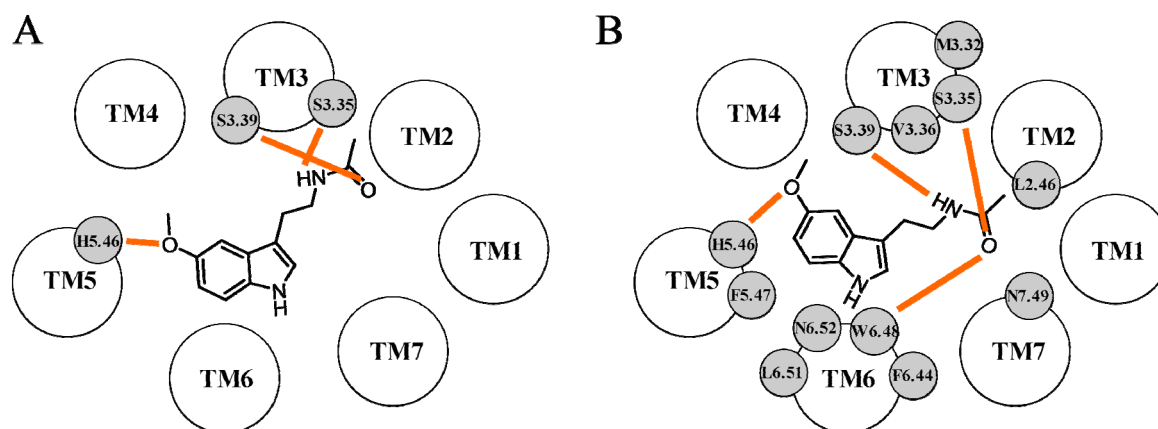 A
TM3
S3.39
S3.35
TM4
TM2
HN
O
H5.46
O
TM5
TM1
N
H
TM7
TM6
B
M3.32
TM3
S3.35
TM4
S3.39
V3.36
TM2
L2.46
O
HN
H5.46
O
TM1
TM5
F5.47
N
H
N7.49
N6.52
W6.48
TM7
L6.51
TM6
F6.44